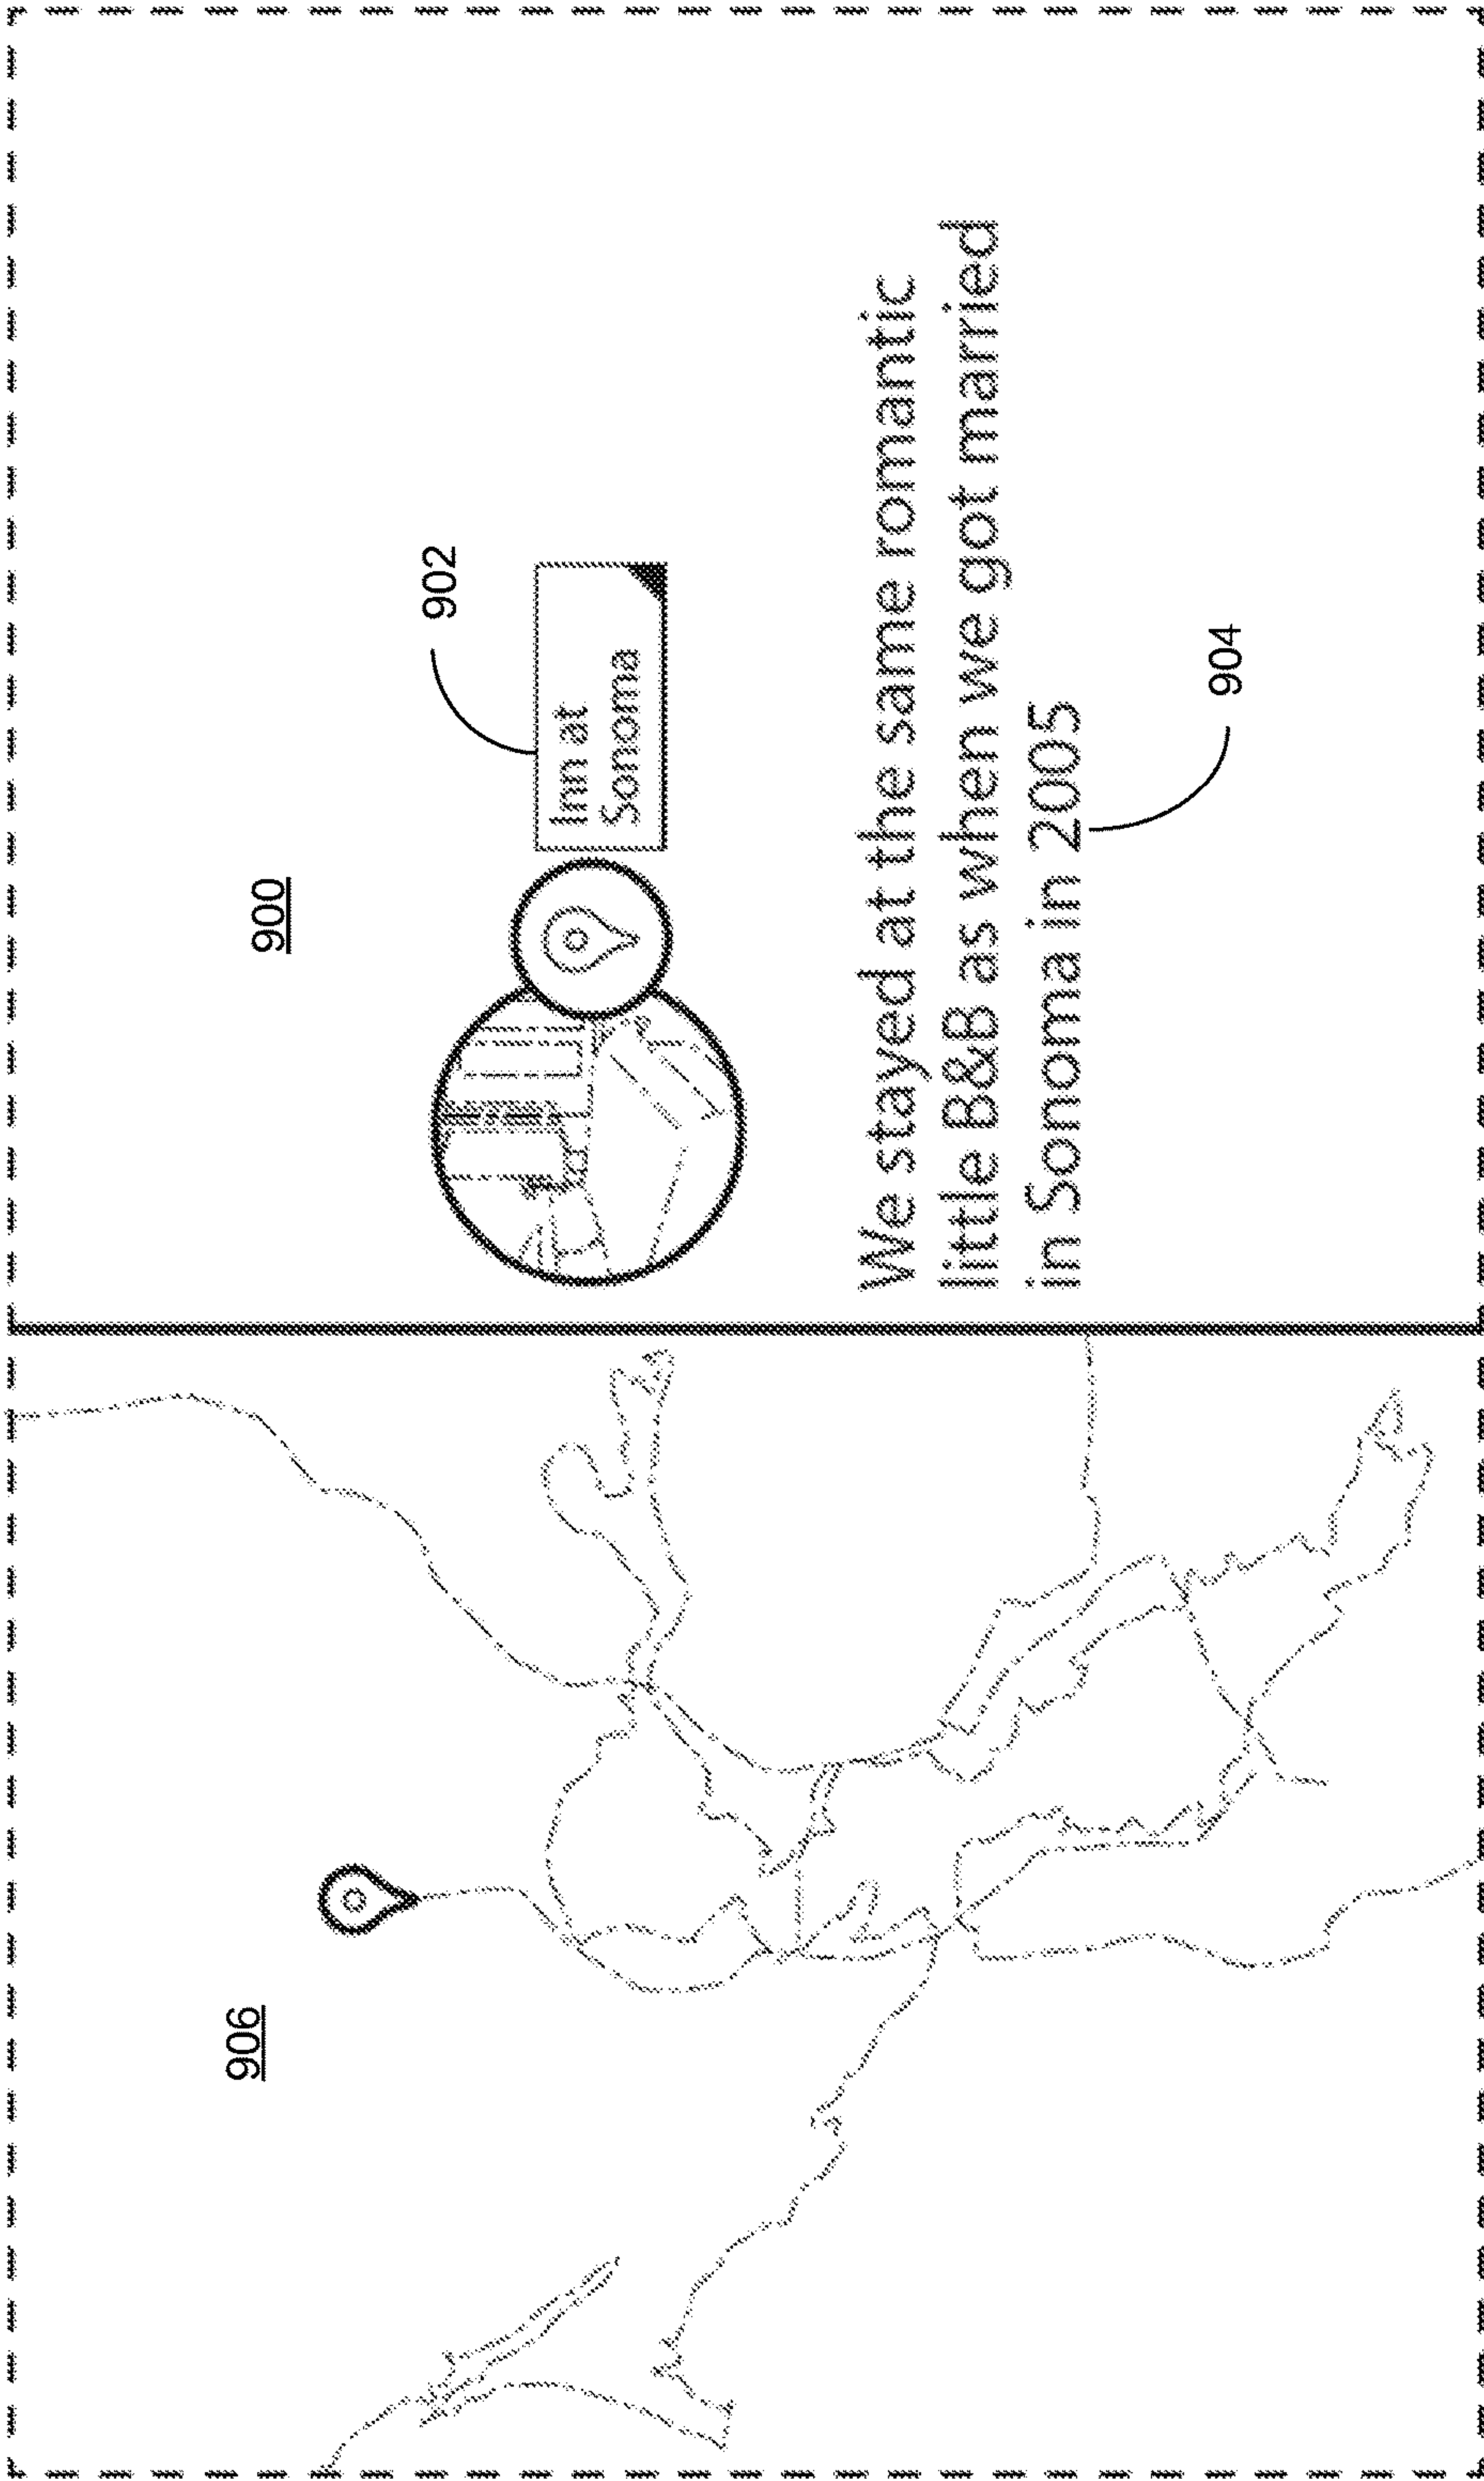 906
900
902
Inn at
Sonoma
We stayed at the same romantic
little B&B as when we got married
in Sonoma in 2005
904